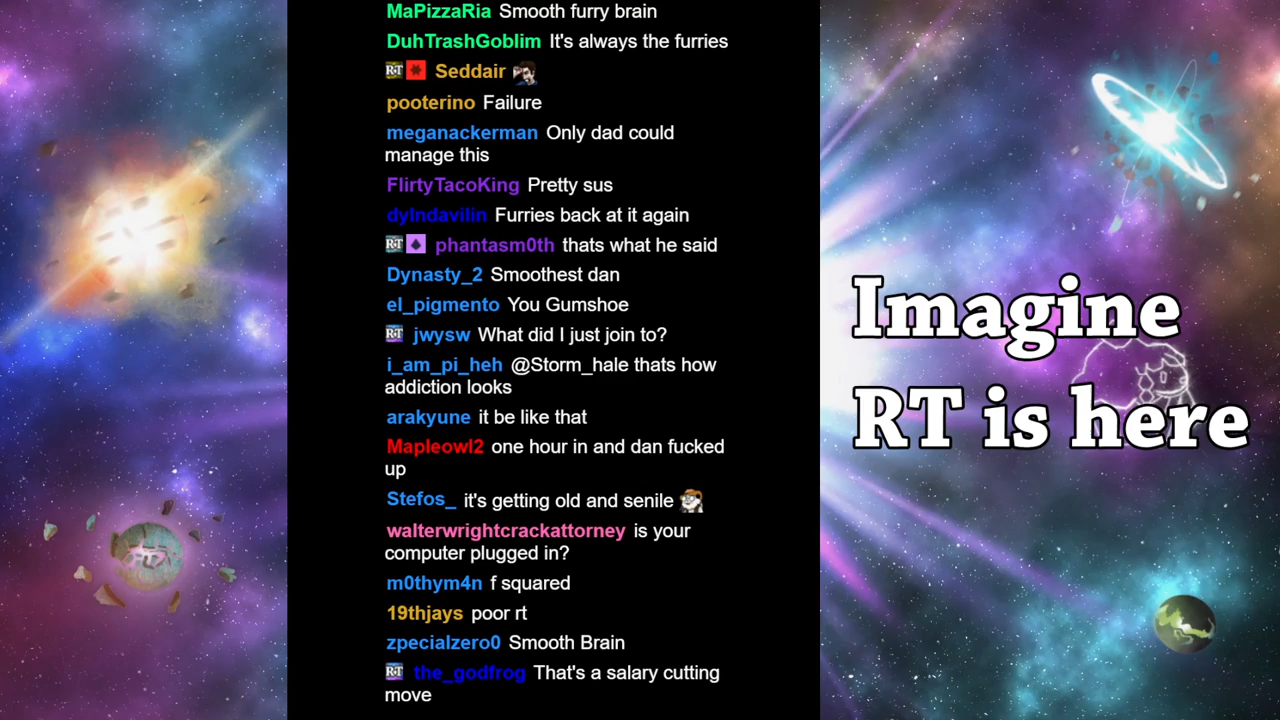 MaPizzaRia Smooth furry brain
DuhTrashGoblim It's always the furries
RT Seddair
pooterino Failure
meganackerman Only dad could
manage this
FlirtyTacoKing Pretty sus
dylndavilin Furries back at it again
RT phantasm0th thats what he said
Dynasty_2 Smoothest dan
el_pigmento You Gumshoe
RT jwysw What did I just join to?
i_am_pi_heh @Storm_hale thats how
addiction looks
arakyune it be like that
Mapleowl2 one hour in and dan fucked
up
Stefos_ it's getting old and senile
walterwrightcrackattorney is your
computer plugged in?
m0thym4n f squared
19thjays poor rt
zpecialzero0 Smooth Brain
RT the_godfrog That's a salary cutting
move
Imagine
RT is here